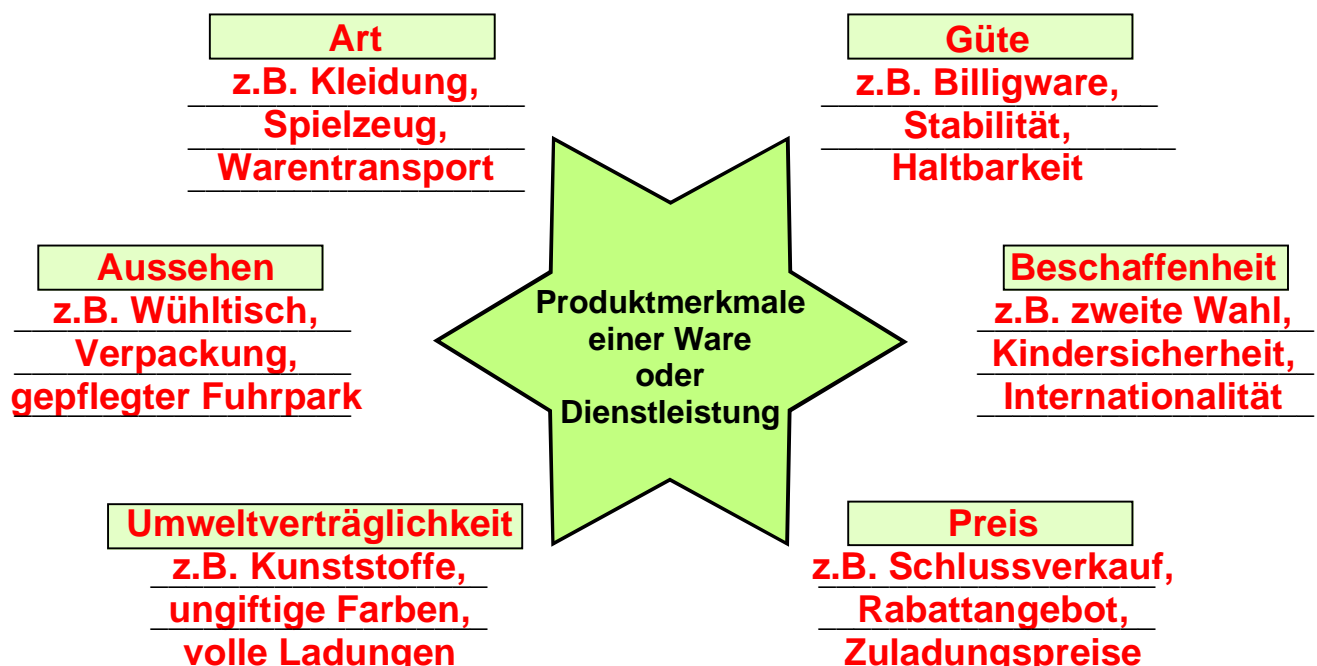 Art
z.B. Kleidung,
Spielzeug,
Warentransport
Güte
z.B. Billigware,
Stabilität,
Haltbarkeit
Aussehen
z.B. Wühltisch,
Verpackung,
gepflegter Fuhrpark
Produktmerkmale
einer Ware
oder
Dienstleistung
Beschaffenheit
z.B. zweite Wahl,
Kindersicherheit,
Internationalität
Umweltverträglichkeit
z.B. Kunststoffe,
ungiftige Farben,
volle Ladungen
Preis
z.B. Schlussverkauf,
Rabattangebot,
Zuladungspreise